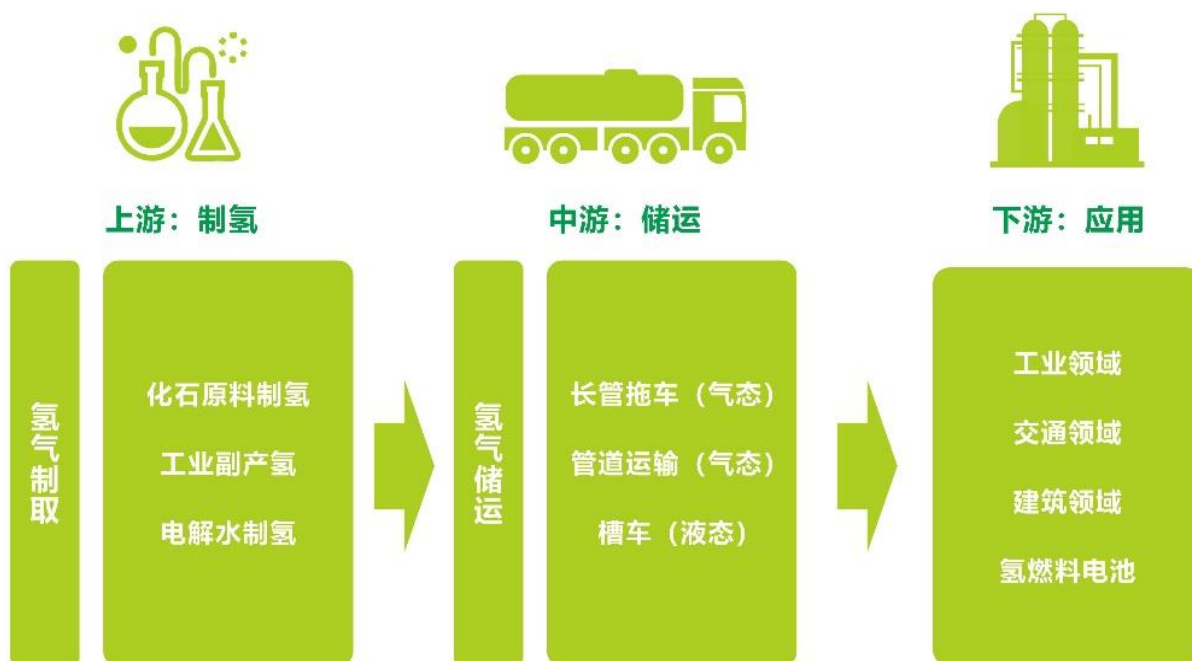 上游：制氢
中游：储运
下游：应用
氢气制取
化石原料制氢
工业副产氢
电解水制氢
氢气储运
长管拖车（气态）
管道运输（气态）
槽车（液态）
工业领域
交通领域
建筑领域
氢燃料电池